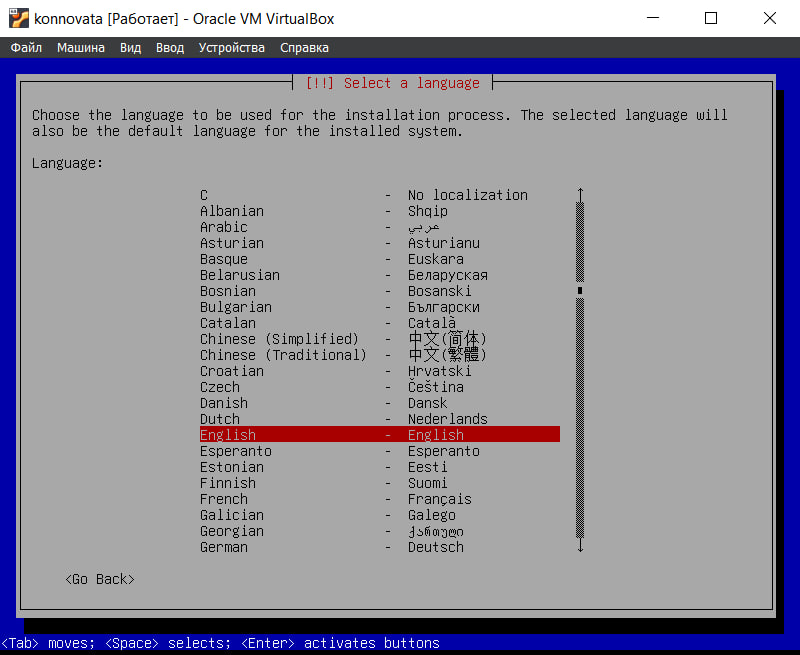 konnovata [Работает] - Oracle VM VirtualBox
Файл Машина Вид Ввод Устройства Справка
[!!] Select a language
Choose the language to be used for the installation process. The selected language will
also be the default language for the installed system.
Language:
C - No localization
Albanian - Shqip
Arabic - عربي
Asturian - Asturianu
Basque - Euskara
Belarusian - Беларуская
Bosnian - Bosanski
Bulgarian - Български
Catalan - Català
Chinese (Simplified) - 中文(简体)
Chinese (Traditional) - 中文(繁體)
Croatian - Hrvatski
Czech - Čeština
Danish - Dansk
Dutch - Nederlands
English - English
Esperanto - Esperanto
Estonian - Eesti
Finnish - Suomi
French - Français
Galician - Galego
Georgian - ქართული
German - Deutsch
<Go Back>
<Tab> moves; <Space> selects; <Enter> activates buttons